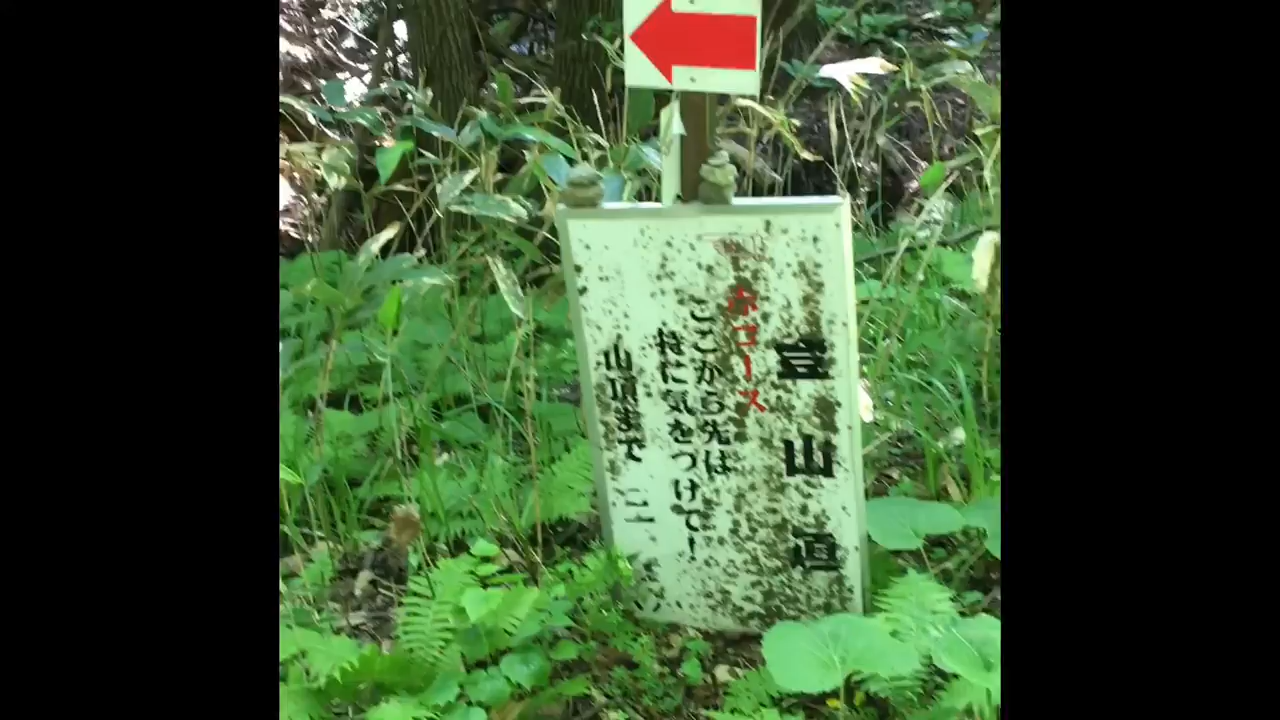 登山道
コース
ここから先は
特に気をつけて!
山頂まで 二